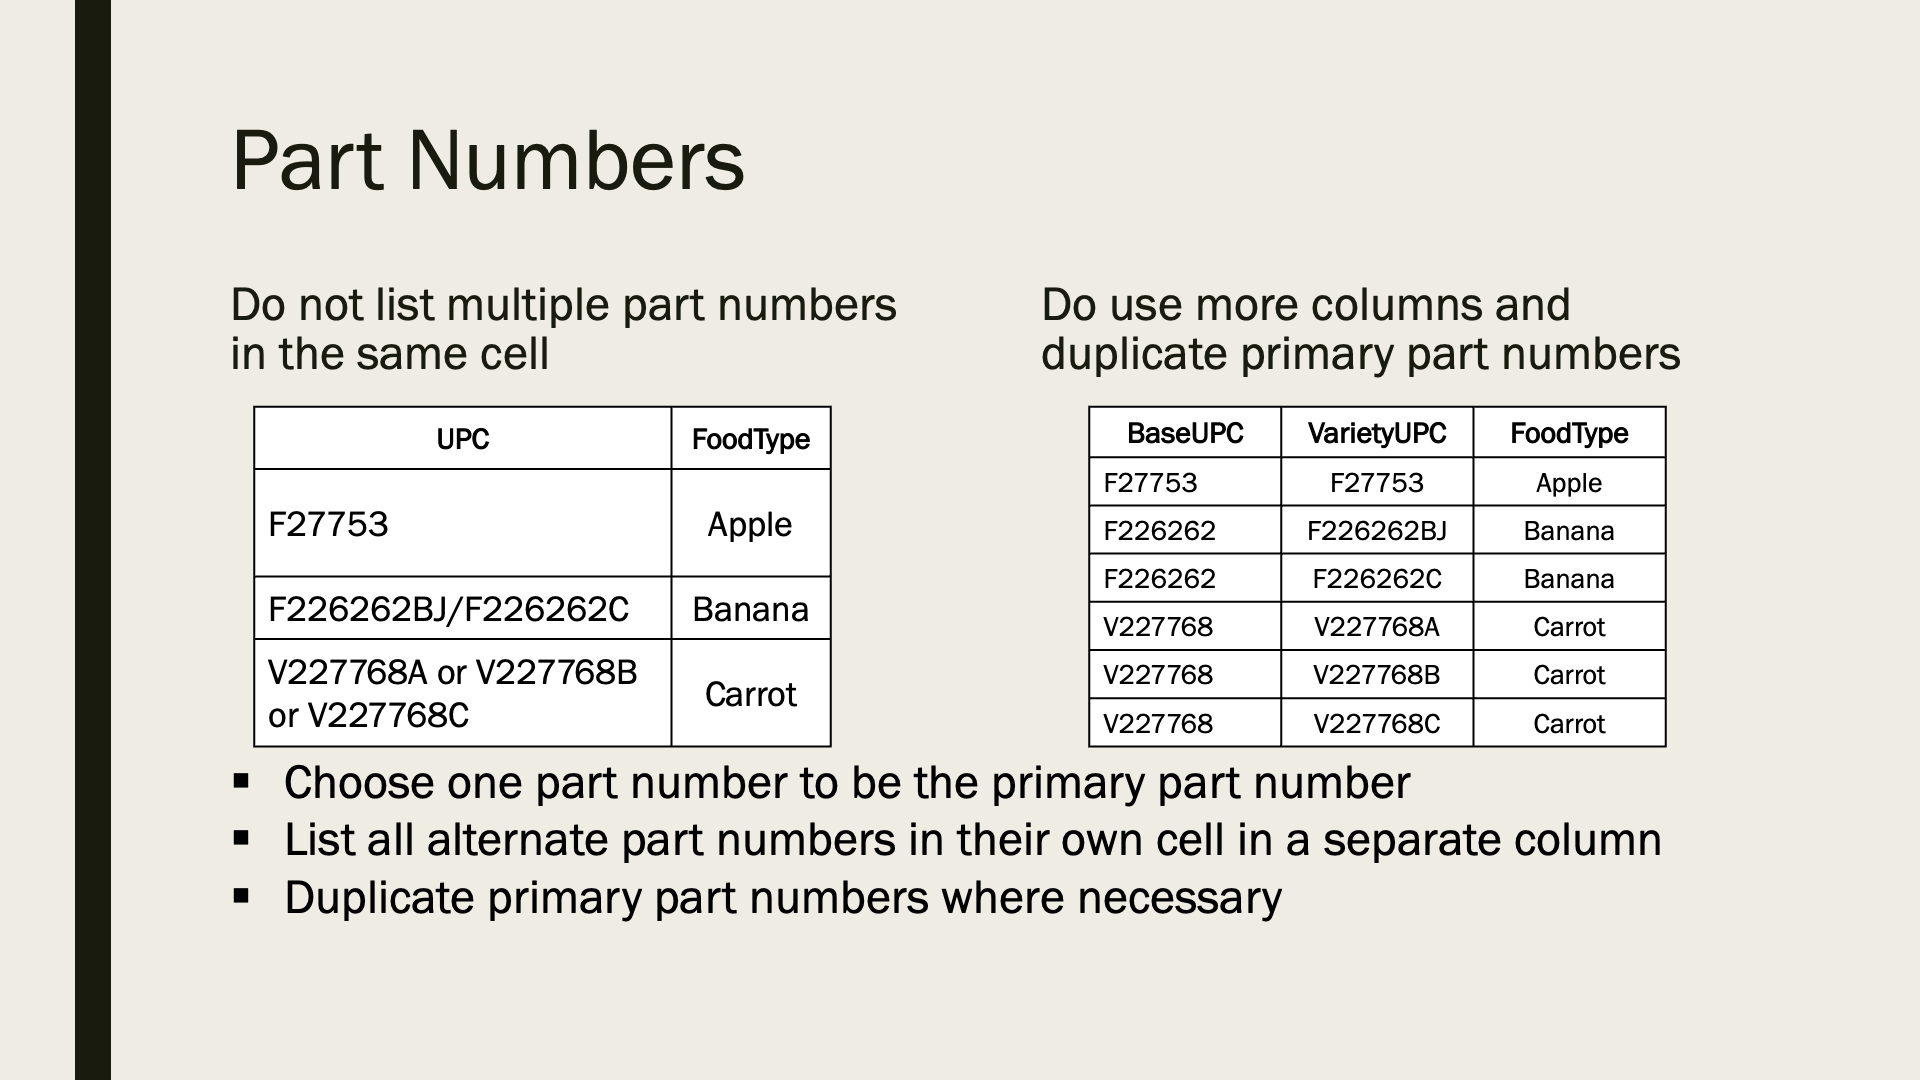 Part Numbers
Do not list multiple part numbers
in the same cell
UPC FoodType
F27753 Apple
F226262BJ/F226262C Banana
V227768A or V227768B
or V227768C
Carrot
Do use more columns and
duplicate primary part numbers
BaseUPC VarietyUPC FoodType
F27753 F27753 Apple
F226262 F226262BJ Banana
F226262 F226262C Banana
V227768 V227768A Carrot
V227768 V227768B Carrot
V227768 V227768C Carrot
▪ Choose one part number to be the primary part number
▪ List all alternate part numbers in their own cell in a separate column
▪ Duplicate primary part numbers where necessary